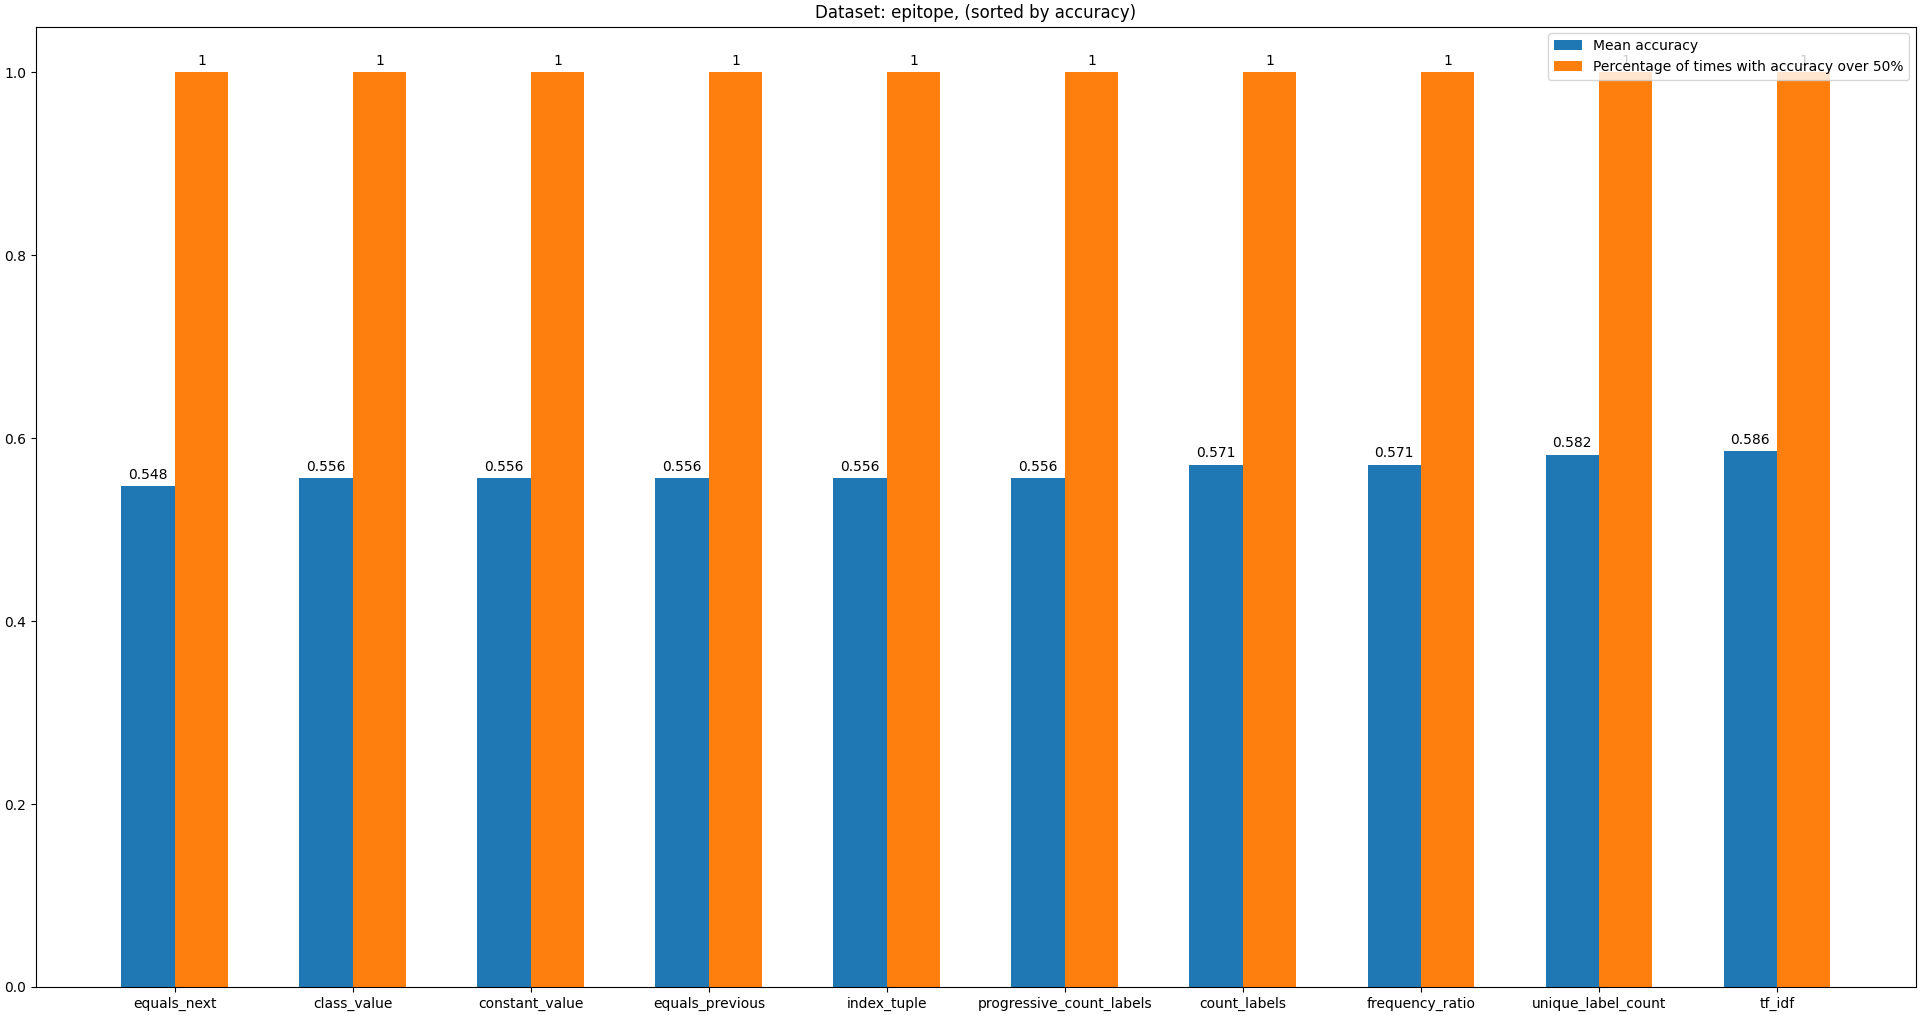 Dataset: epitope, (sorted by accuracy)
Mean accuracy
Percentage of times with accuracy over 50%
1 1 1 1 1 1 1 1 1 1
1.0
0.8
0.6
0.4
0.2
0.0
0.548 0.556 0.556 0.556 0.556 0.556 0.571 0.571 0.582 0.586
equals_next class_value constant_value equals_previous index_tuple progressive_count_labels count_labels frequency_ratio unique_label_count tf_idf